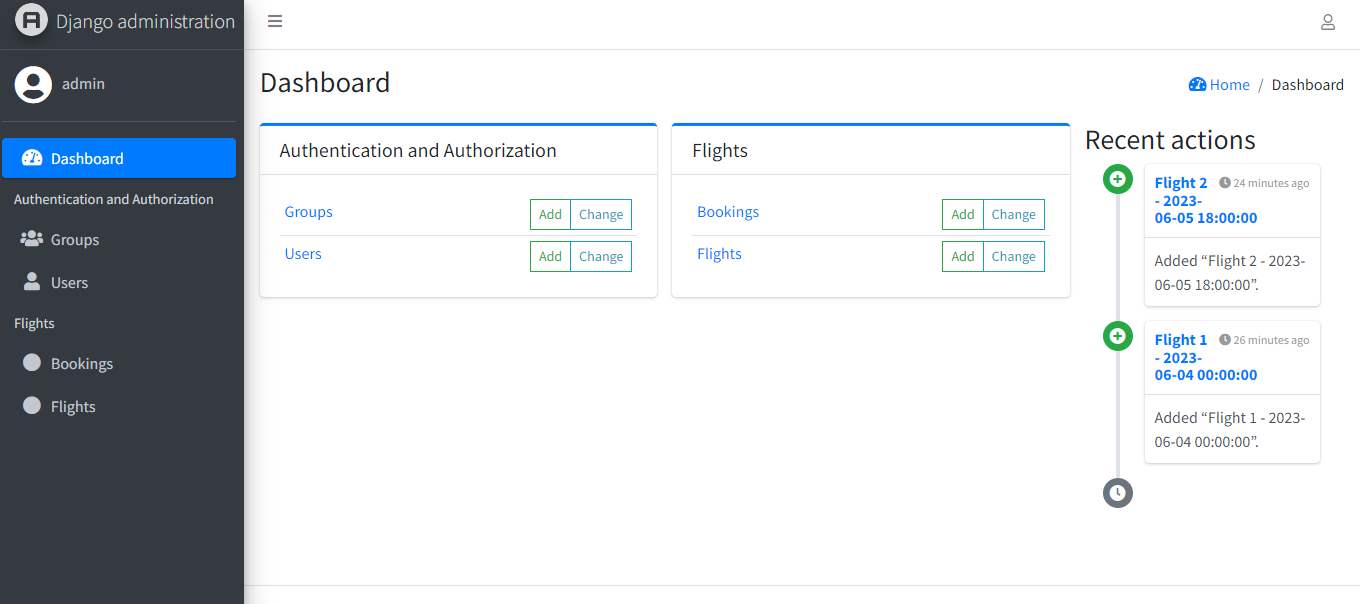 Django administration
admin
Dashboard
Authentication and Authorization
Groups
Users
Flights
Bookings
Flights
Dashboard
Home / Dashboard
Authentication and Authorization
Groups Add Change
Users Add Change
Flights
Bookings Add Change
Flights Add Change
Recent actions
Flight 2 24 minutes ago
- 2023-
06-05 18:00:00
Added “Flight 2 - 2023-
06-05 18:00:00”.
Flight 1 26 minutes ago
- 2023-
06-04 00:00:00
Added “Flight 1 - 2023-
06-04 00:00:00”.